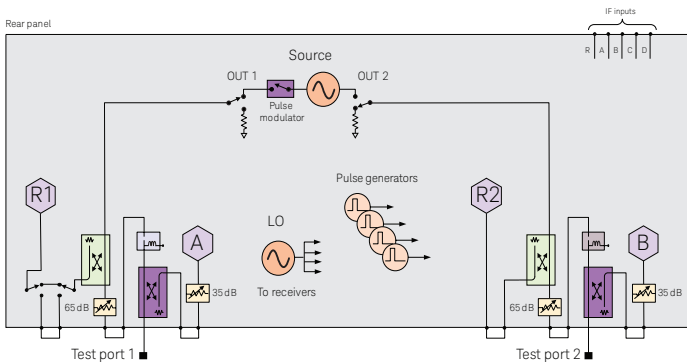 IF inputs
Rear panel
R A B C D
Source
OUT 1
OUT 2
Pulse
modulator
Pulse generators
R1
R2
LO
A
B
To receivers
65 dB
35 dB
65 dB
35 dB
Test port 1
Test port 2